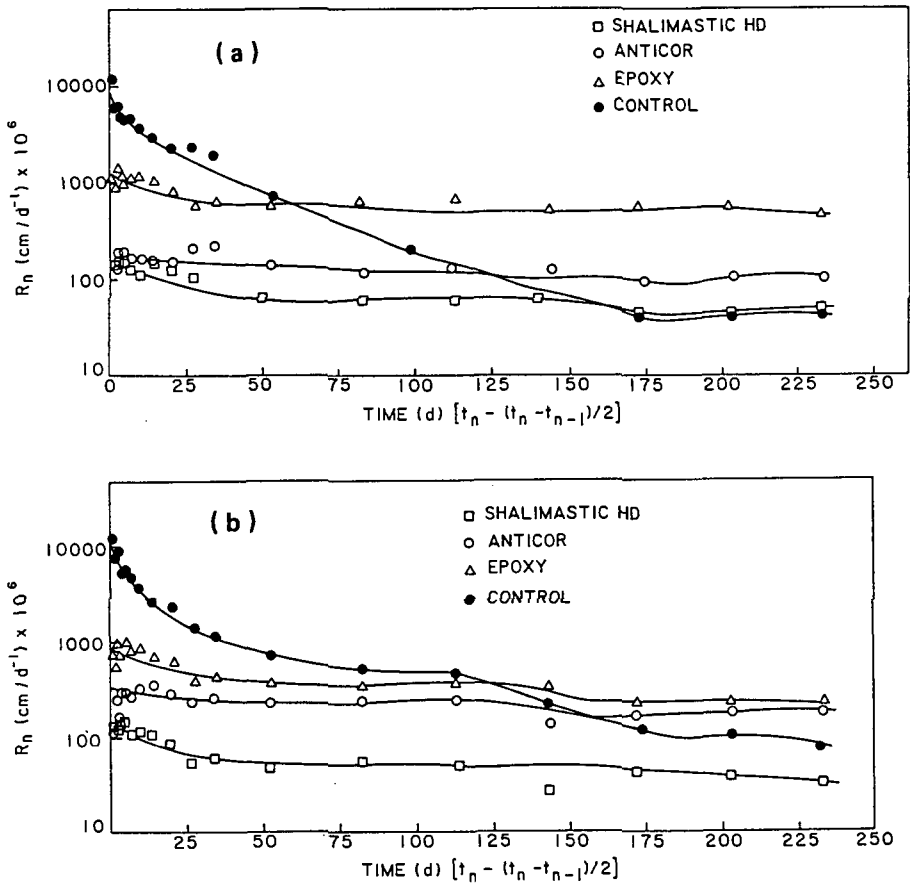 (a)
□ SHALIMASTIC HD
○ ANTICOR
△ EPOXY
● CONTROL
10000
1000
100
10
Rn (cm / d⁻¹) × 10⁶
0 25 50 75 100 125 150 175 200 225 250
TIME (d) [tn – (tn – tn–1)/2]
(b)
□ SHALIMASTIC HD
○ ANTICOR
△ EPOXY
● CONTROL
10000
1000
100
10
Rn (cm / d⁻¹) × 10⁶
0 25 50 75 100 125 150 175 200 225 250
TIME (d) [tn – (tn – tn–1)/2]